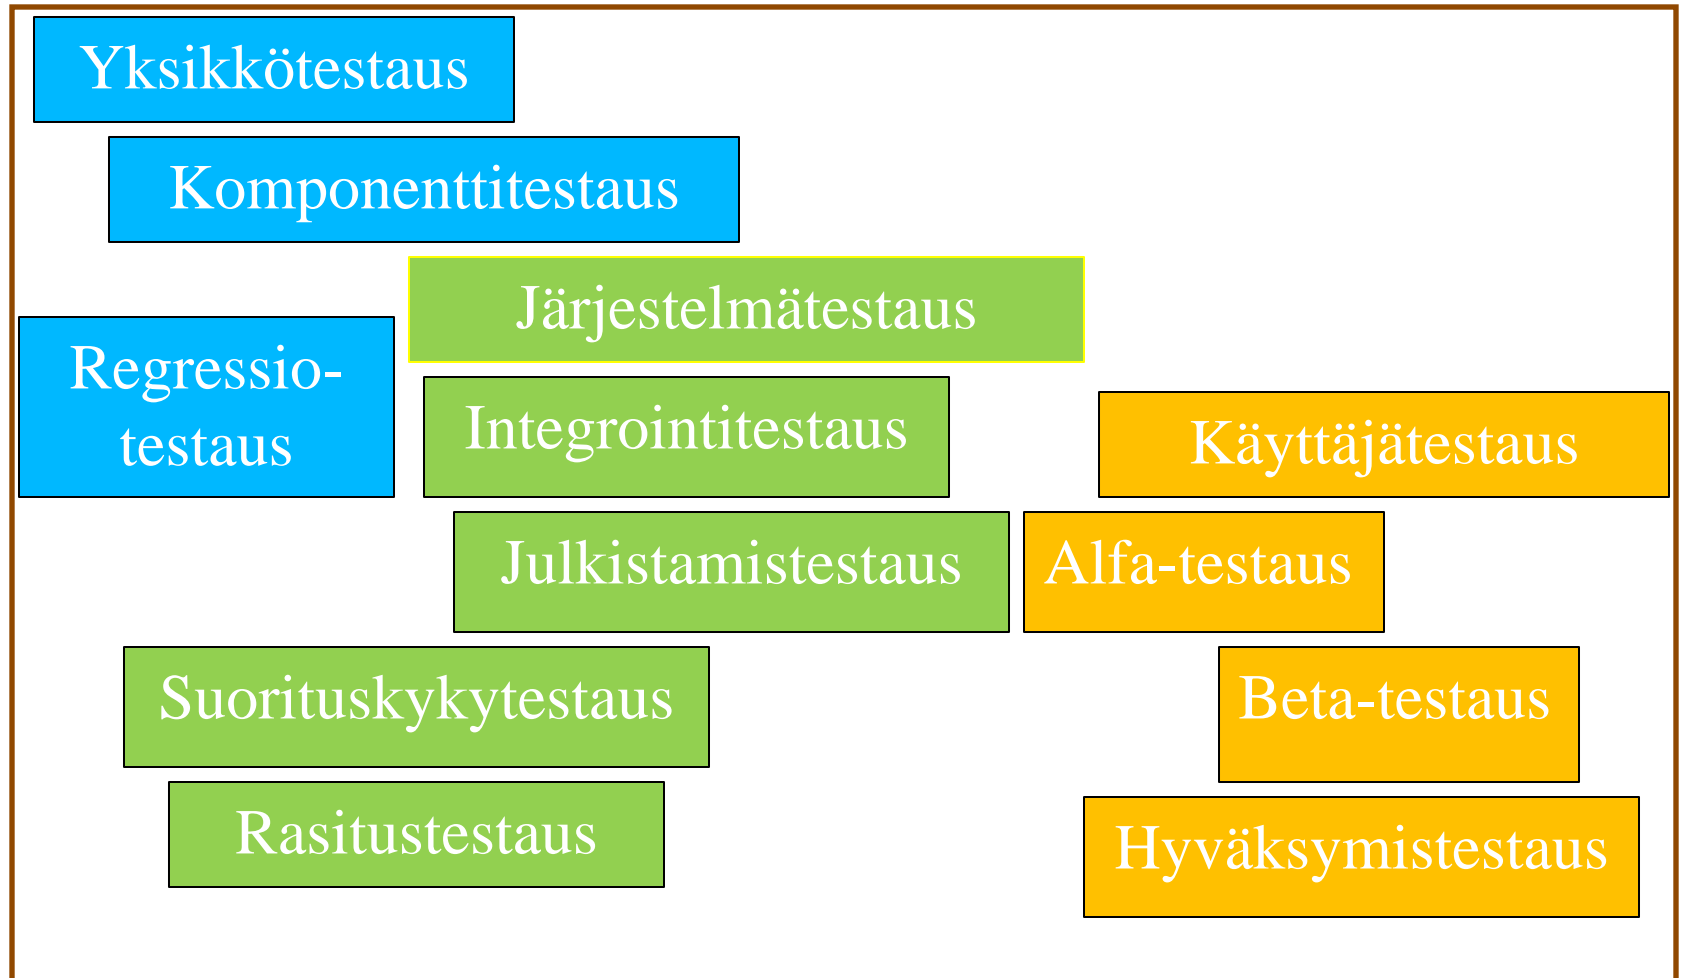 Yksikkötestaus
Komponenttitestaus
Järjestelmätestaus
Regressio-
testaus
Integrointitestaus
Käyttäjätestaus
Julkistamistestaus
Alfa-testaus
Suorituskykytestaus
Beta-testaus
Rasitustestaus
Hyväksymistestaus